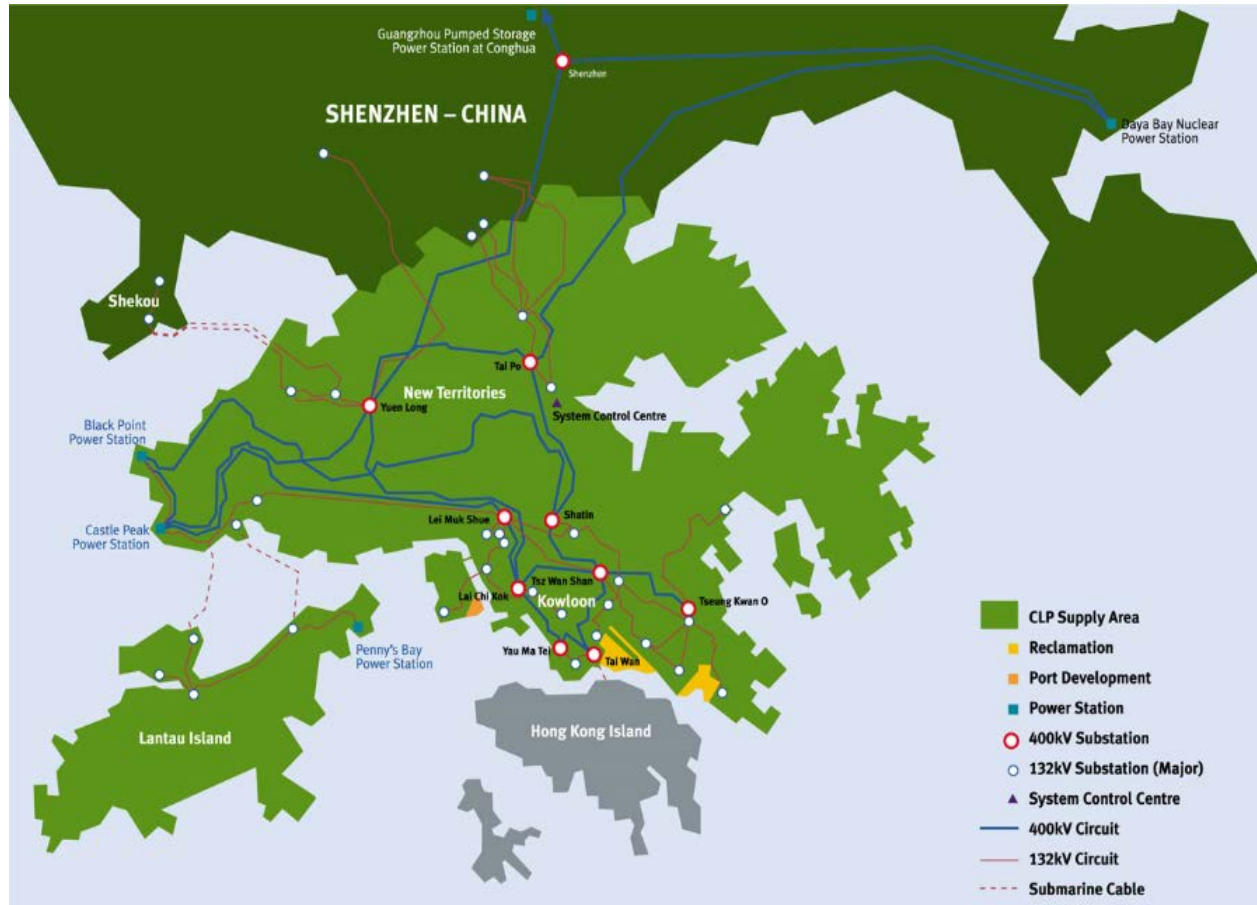 Guangzhou Pumped Storage
Power Station at Conghua
Shenzhen
SHENZHEN – CHINA
Daya Bay Nuclear
Power Station
Shekou
Tai Po
New Territories
Yuen Long
System Control Centre
Black Point
Power Station
Castle Peak
Power Station
Lei Muk Shue
Shatin
Tsz Wan Shan
Lai Chi Kok
Kowloon
Tseung Kwan O
Penny's Bay
Power Station
Yau Ma Tei
Tai Wan
Lantau Island
Hong Kong Island
CLP Supply Area
Reclamation
Port Development
Power Station
400kV Substation
132kV Substation (Major)
System Control Centre
400kV Circuit
132kV Circuit
Submarine Cable